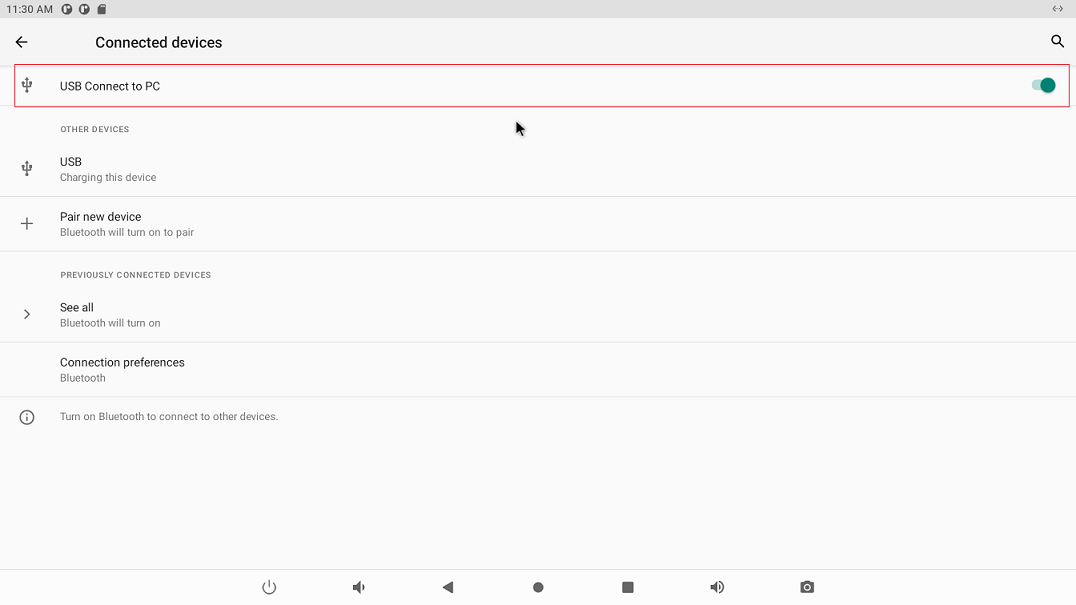 11:30 AM
Connected devices
USB Connect to PC
OTHER DEVICES
USB
Charging this device
Pair new device
Bluetooth will turn on to pair
PREVIOUSLY CONNECTED DEVICES
See all
Bluetooth will turn on
Connection preferences
Bluetooth
Turn on Bluetooth to connect to other devices.